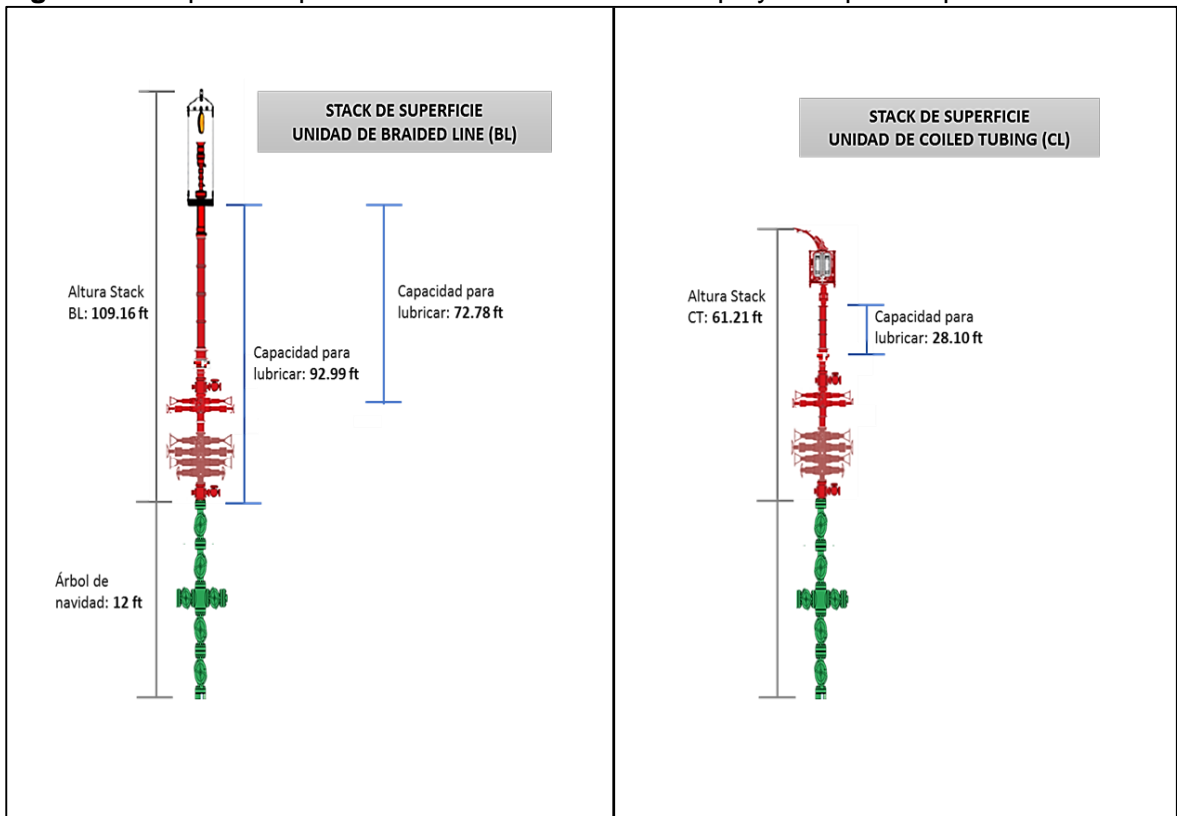 STACK DE SUPERFICIE
UNIDAD DE BRAIDED LINE (BL)
Altura Stack
BL: 109.16 ft
Capacidad para
lubricar: 72.78 ft
Capacidad para
lubricar: 92.99 ft
Árbol de
navidad: 12 ft
STACK DE SUPERFICIE
UNIDAD DE COILED TUBING (CL)
Altura Stack
CT: 61.21 ft
Capacidad para
lubricar: 28.10 ft